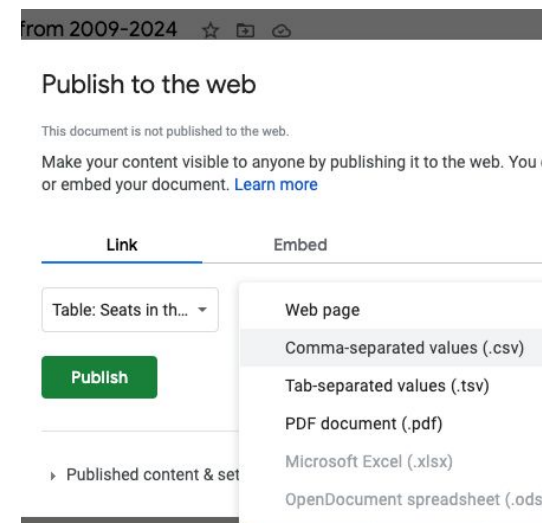 from 2009-2024
Publish to the web
This document is not published to the web.
Make your content visible to anyone by publishing it to the web. You
or embed your document. Learn more
Link Embed
Table: Seats in th...
Web page
Comma-separated values (.csv)
Publish
Tab-separated values (.tsv)
PDF document (.pdf)
Microsoft Excel (.xlsx)
Published content & set
OpenDocument spreadsheet (.ods